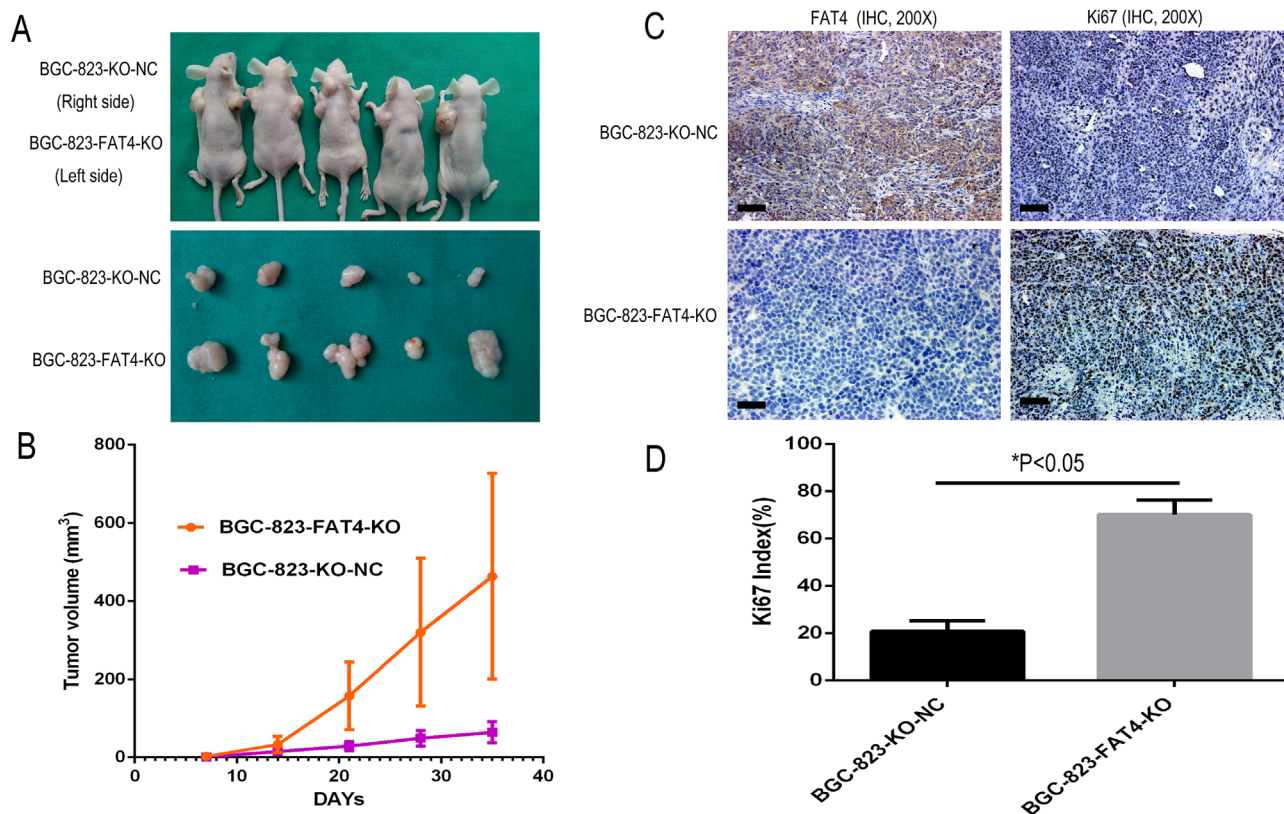 A
BGC-823-KO-NC
(Right side)
BGC-823-FAT4-KO
(Left side)
BGC-823-KO-NC
BGC-823-FAT4-KO
B
800
600
400
200
0
Tumor volume (mm³)
BGC-823-FAT4-KO
BGC-823-KO-NC
0 10 20 30 40
DAYs
C
FAT4 (IHC, 200X) Ki67 (IHC, 200X)
BGC-823-KO-NC
BGC-823-FAT4-KO
D
100
80
60
40
20
0
Ki67 Index(%)
*P<0.05
BGC-823-KO-NC
BGC-823-FAT4-KO